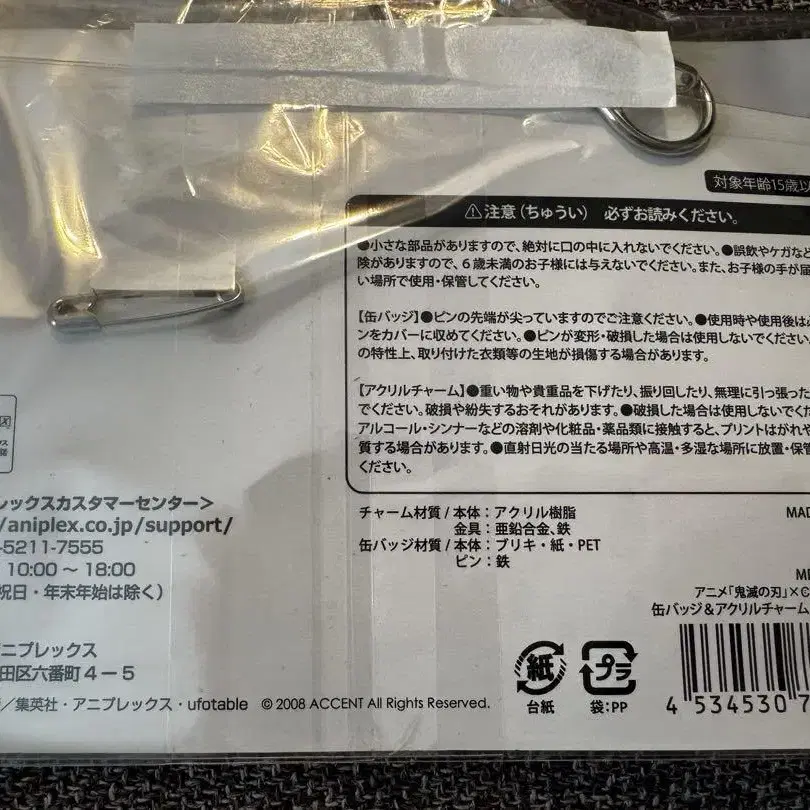 対象年齢15歳以
⚠注意(ちゅうい) 必ずお読みください。
●小さな部品がありますので、絶対に口の中に入れないでください。●誤飲やケガなど
険がありますので、6歳未満のお子様には与えないでください。また、お子様の手が届
い場所で使用・保管してください。
【缶バッジ】●ピンの先端が尖っていますのでご注意ください。●使用時や使用後は必
ンをカバーに収めてください。●ピンが変形・破損した場合は使用しないでください。
の特性上、取り付けた衣類等の生地が損傷する場合があります。
【アクリルチャーム】●重い物や貴重品を下げたり、振り回したり、無理に引っ張った
でください。破損や紛失するおそれがあります。●破損した場合は使用しないでくだ
アルコール・シンナーなどの溶剤や化粧品・薬品類に接触すると、プリントはがれや
質する場合があります。●直射日光の当たる場所や高温・多湿な場所に放置・保管
ください。
レックスカスタマーセンター>
/aniplex.co.jp/support/
-5211-7555
10:00 ~ 18:00
祝日・年末年始は除く)
チャーム材質/本体:アクリル樹脂
金具:亜鉛合金、鉄
缶バッジ材質/本体:ブリキ・紙・PET
ピン:鉄
MAD
アニメ「鬼滅の刃」×C
缶バッジ&アクリルチャーム
ニプレックス
田区六番町4-5
/集英社・アニプレックス・ufotable © 2008 ACCENT All Rights Reserved.
紙
台紙
プラ
袋:PP
4 534530 7